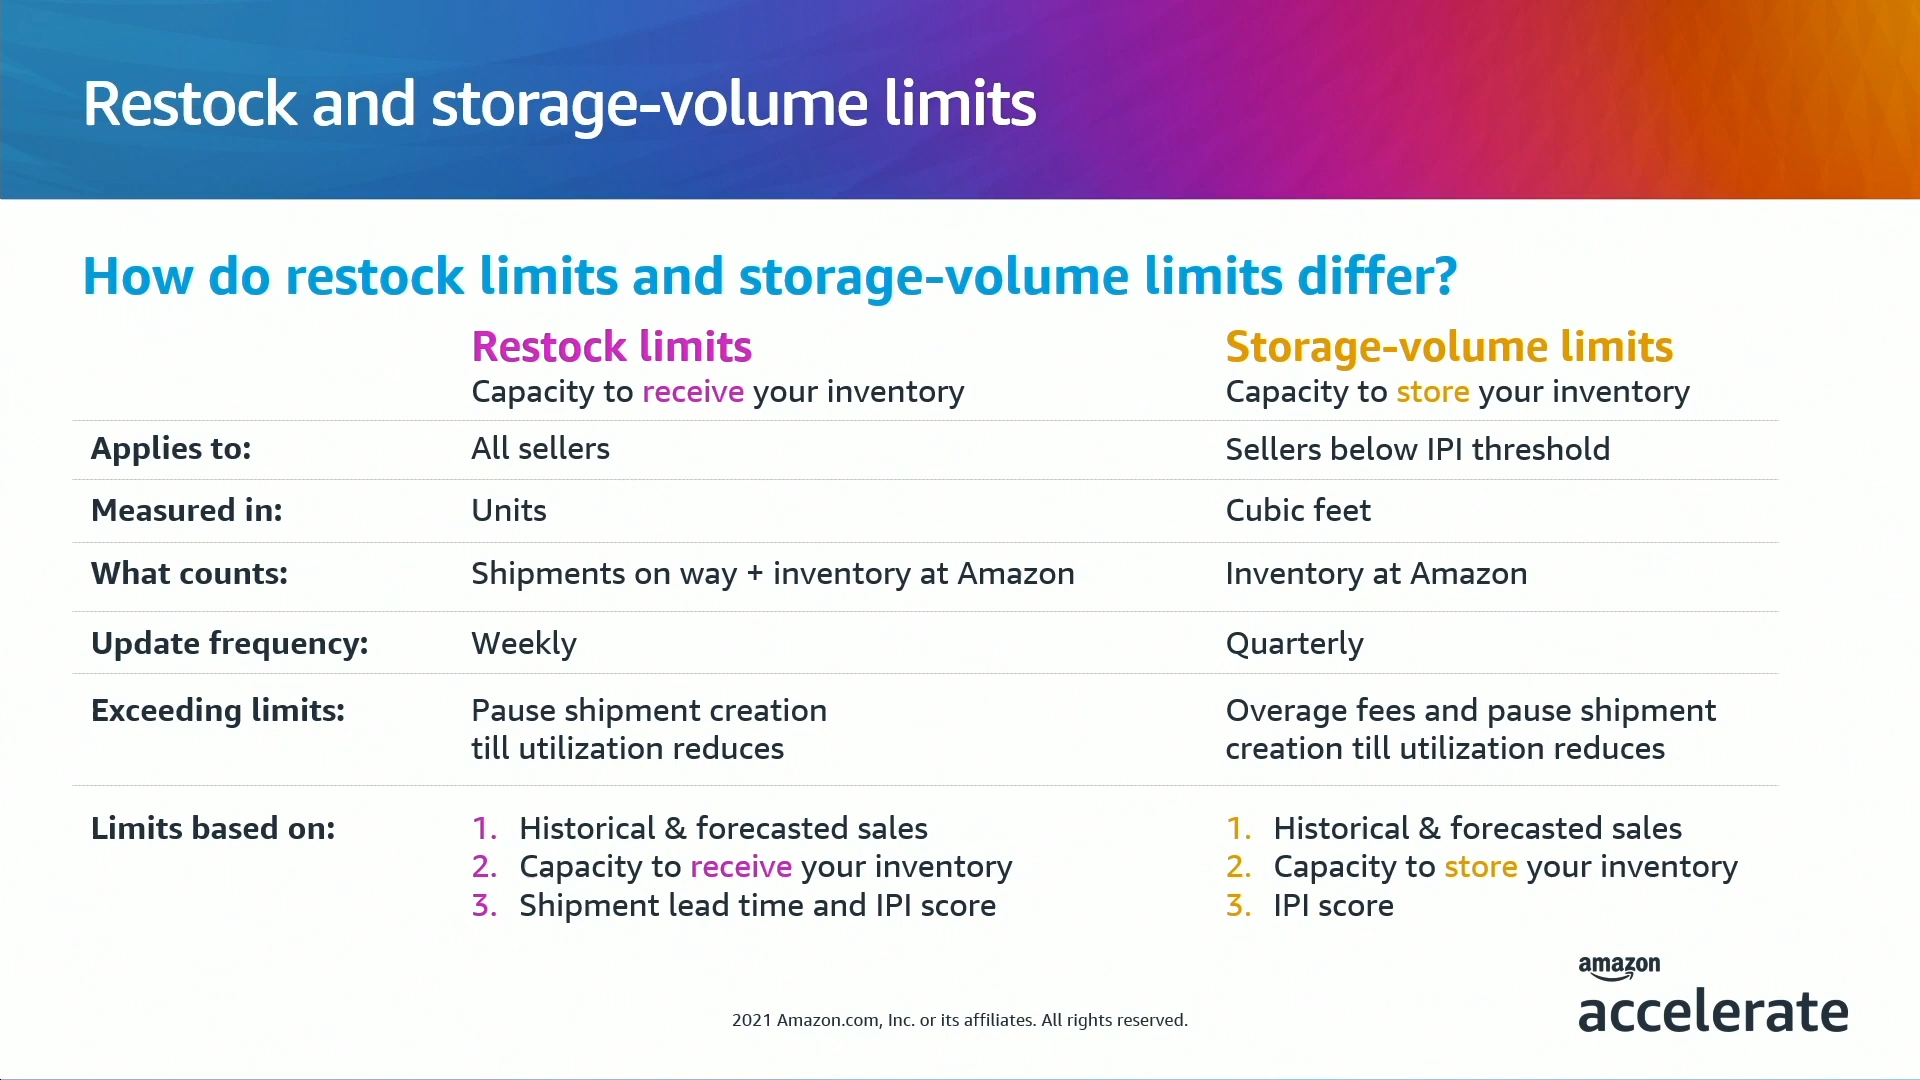 Restock and storage-volume limits
How do restock limits and storage-volume limits differ?
Restock limits
Capacity to receive your inventory
Storage-volume limits
Capacity to store your inventory
Applies to:
All sellers
Sellers below IPI threshold
Measured in:
Units
Cubic feet
What counts:
Shipments on way + inventory at Amazon
Inventory at Amazon
Update frequency:
Weekly
Quarterly
Exceeding limits:
Pause shipment creation
till utilization reduces
Overage fees and pause shipment
creation till utilization reduces
Limits based on:
1. Historical & forecasted sales
2. Capacity to receive your inventory
3. Shipment lead time and IPI score
1. Historical & forecasted sales
2. Capacity to store your inventory
3. IPI score
2021 Amazon.com, Inc. or its affiliates. All rights reserved.
amazon
accelerate